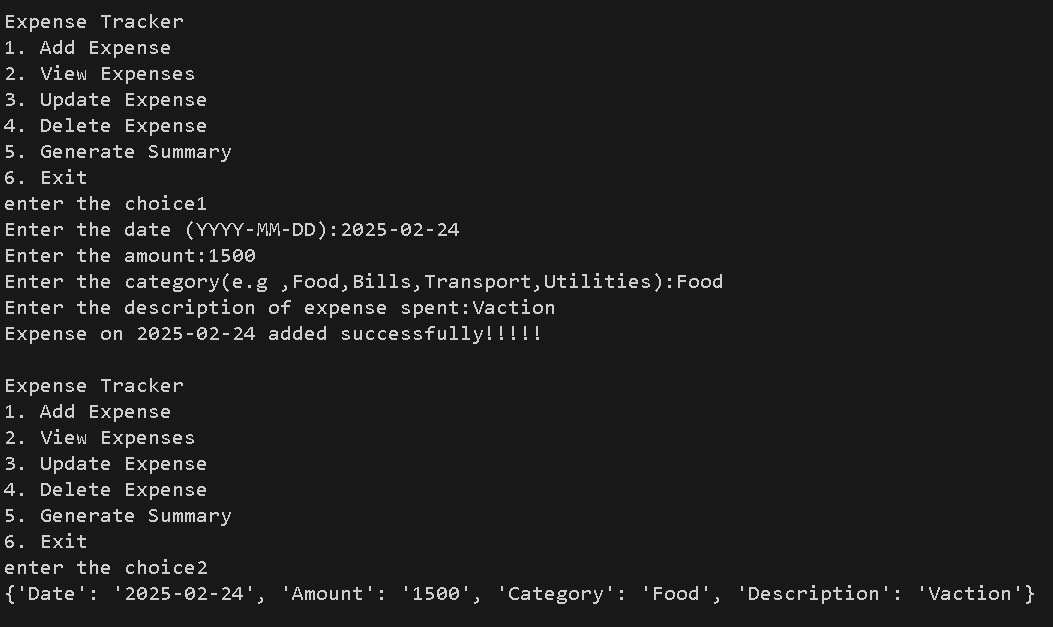 Expense Tracker
1. Add Expense
2. View Expenses
3. Update Expense
4. Delete Expense
5. Generate Summary
6. Exit
enter the choice1
Enter the date (YYYY-MM-DD):2025-02-24
Enter the amount:1500
Enter the category(e.g ,Food,Bills,Transport,Utilities):Food
Enter the description of expense spent:Vaction
Expense on 2025-02-24 added successfully!!!!!
Expense Tracker
1. Add Expense
2. View Expenses
3. Update Expense
4. Delete Expense
5. Generate Summary
6. Exit
enter the choice2
{'Date': '2025-02-24', 'Amount': '1500', 'Category': 'Food', 'Description': 'Vaction'}